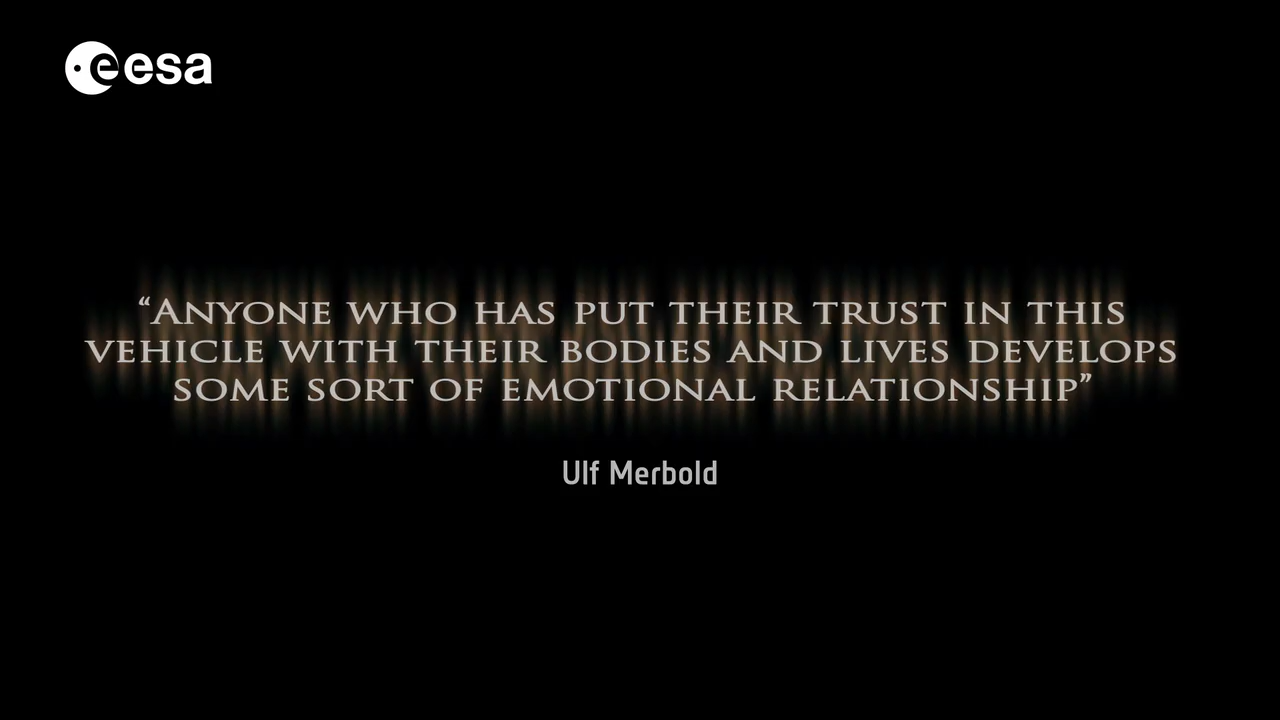 esa
“Anyone who has put their trust in this
vehicle with their bodies and lives develops
some sort of emotional relationship”
Ulf Merbold